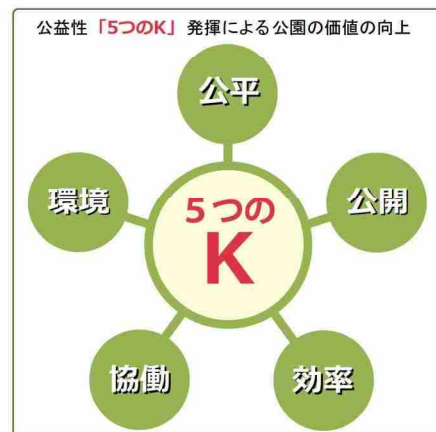 公益性「5つのK」発揮による公園の価値の向上
公平
環境
公開
5つの
K
協働
効率